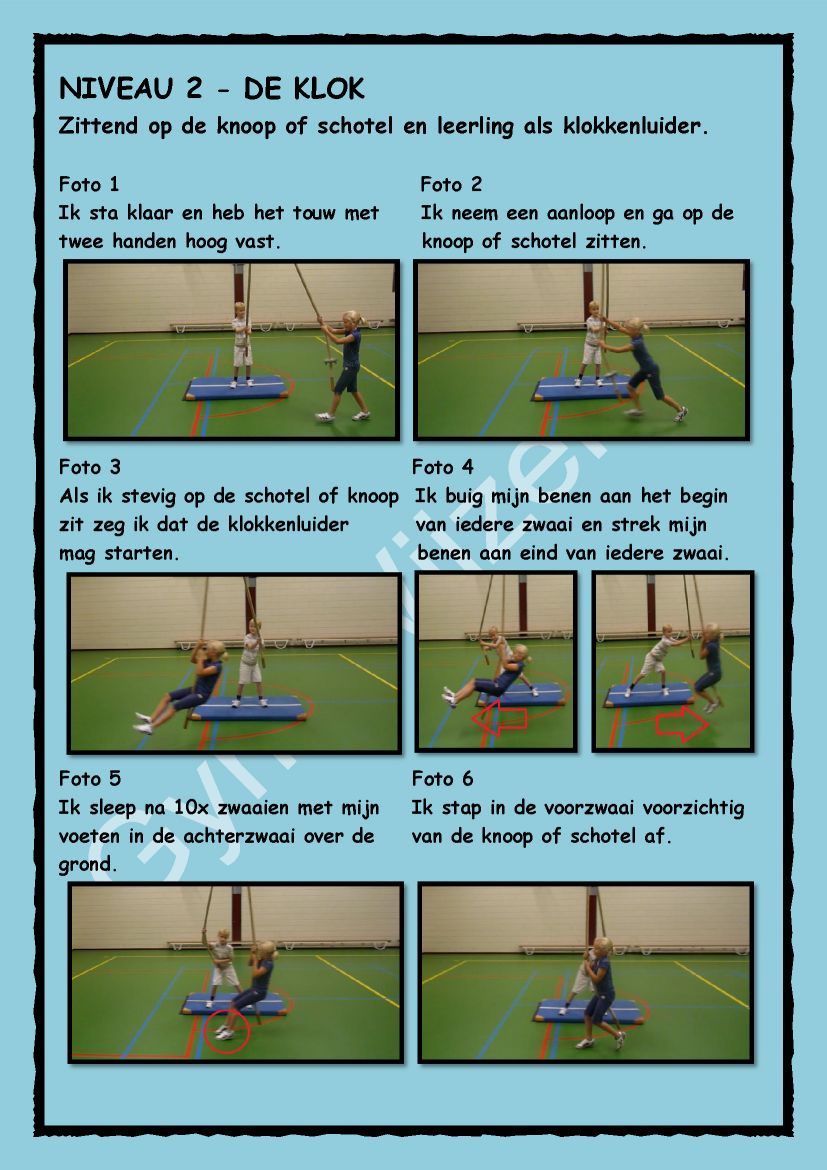 NIVEAU 2 - DE KLOK
Zittend op de knoop of schotel en leerling als klokkenluider.
Foto 1
Ik sta klaar en heb het touw met
twee handen hoog vast.
Foto 2
Ik neem een aanloop en ga op de
knoop of schotel zitten.
Foto 3
Als ik stevig op de schotel of knoop
zit zeg ik dat de klokkenluider
mag starten.
Foto 4
Ik buig mijn benen aan het begin
van iedere zwaai en strek mijn
benen aan eind van iedere zwaai.
Foto 5
Ik sleep na 10x zwaaien met mijn
voeten in de achterzwaai over de
grond.
Foto 6
Ik stap in de voorzwaai voorzichtig
van de knoop of schotel af.